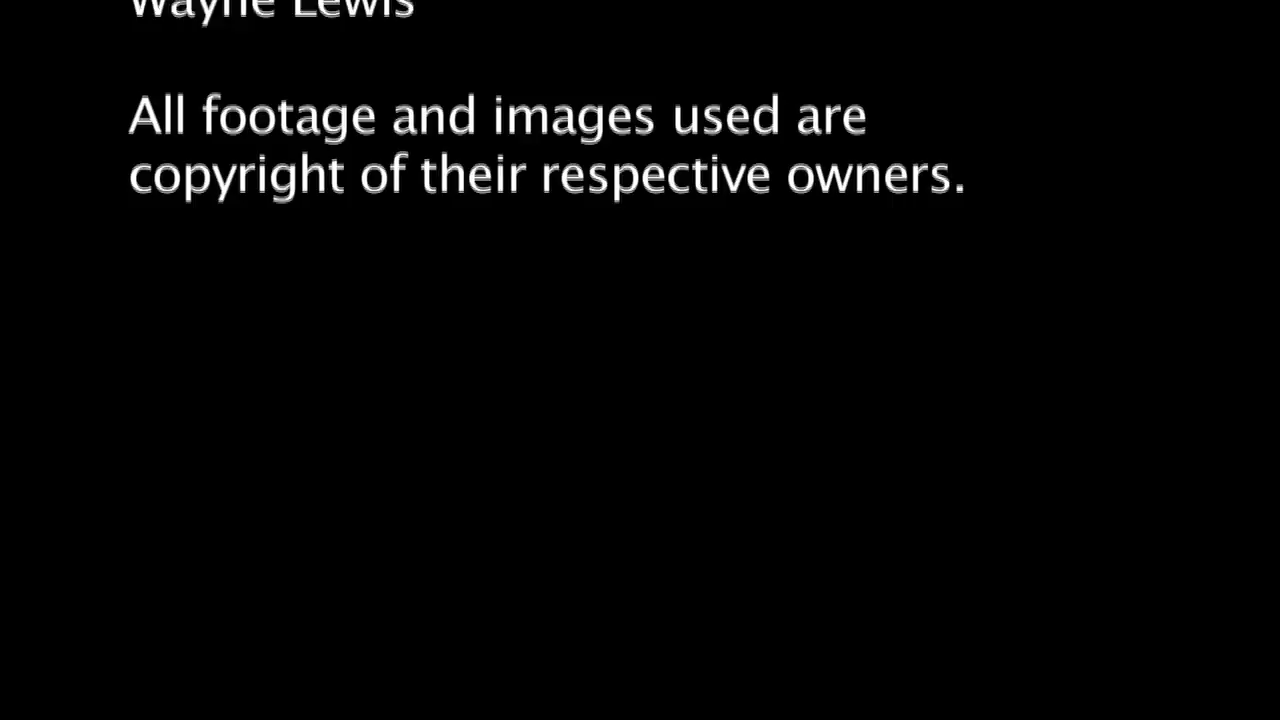 Wayne Lewis
All footage and images used are
copyright of their respective owners.